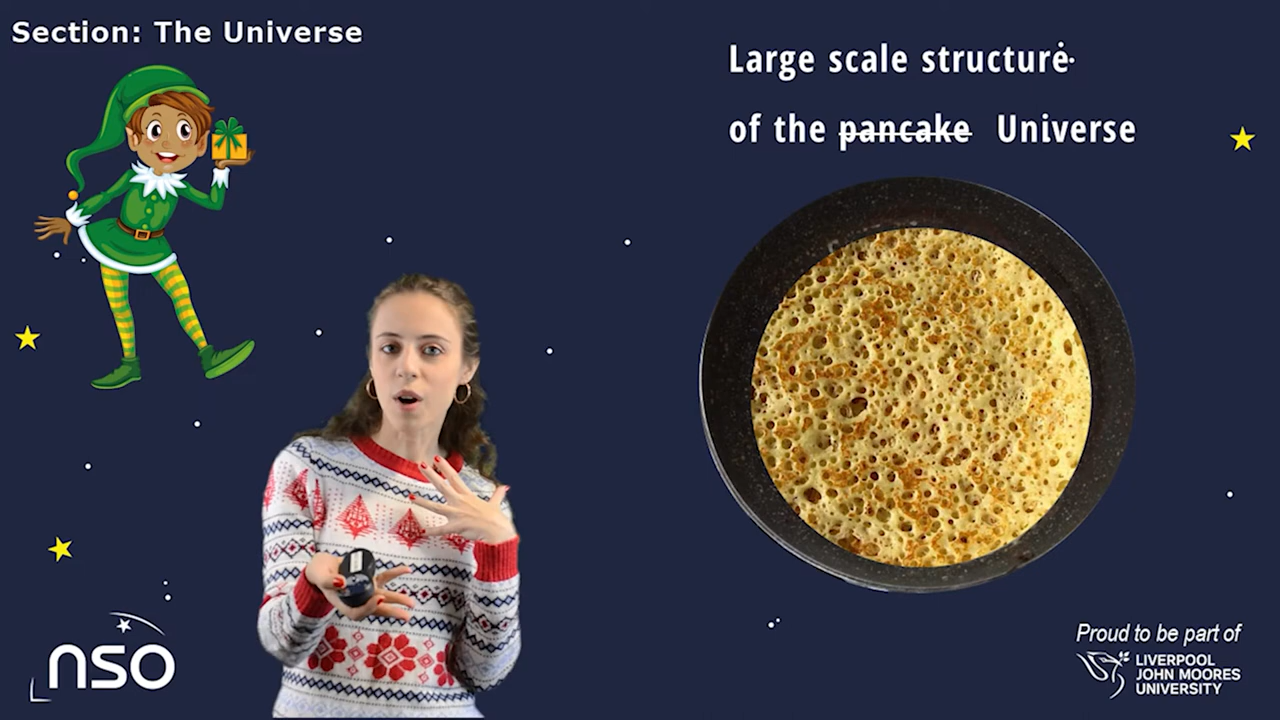 Section: The Universe
Large scale structure
of the pancake Universe
nso
Proud to be part of
LIVERPOOL
JOHN MOORES
UNIVERSITY